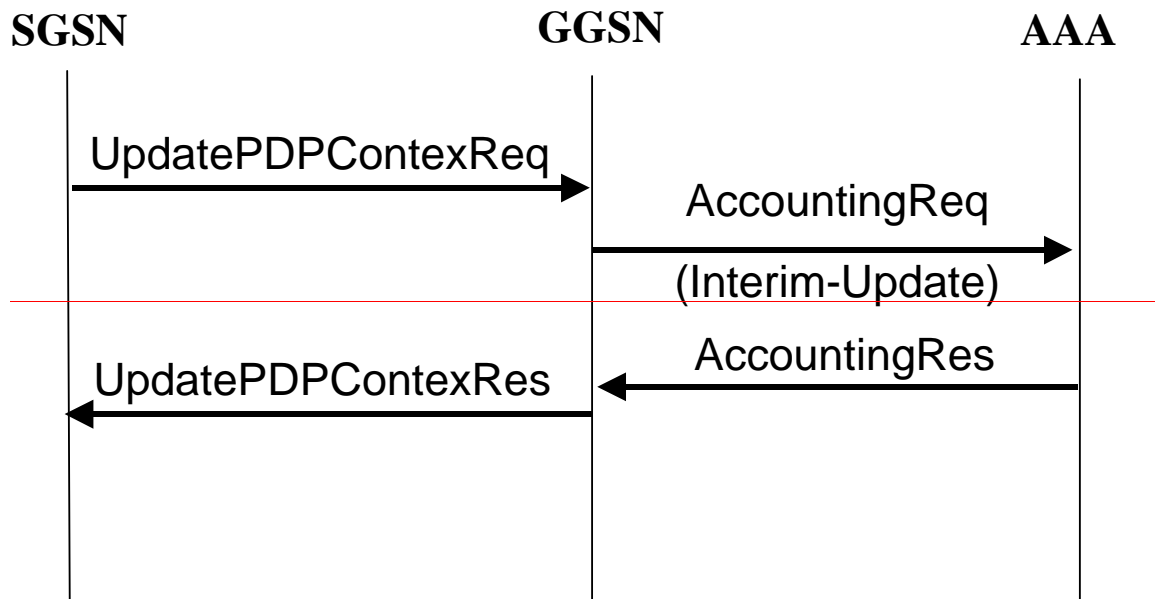 SGSN GGSN AAA
UpdatePDPContexReq
AccountingReq
(Interim-Update)
AccountingRes
UpdatePDPContexRes